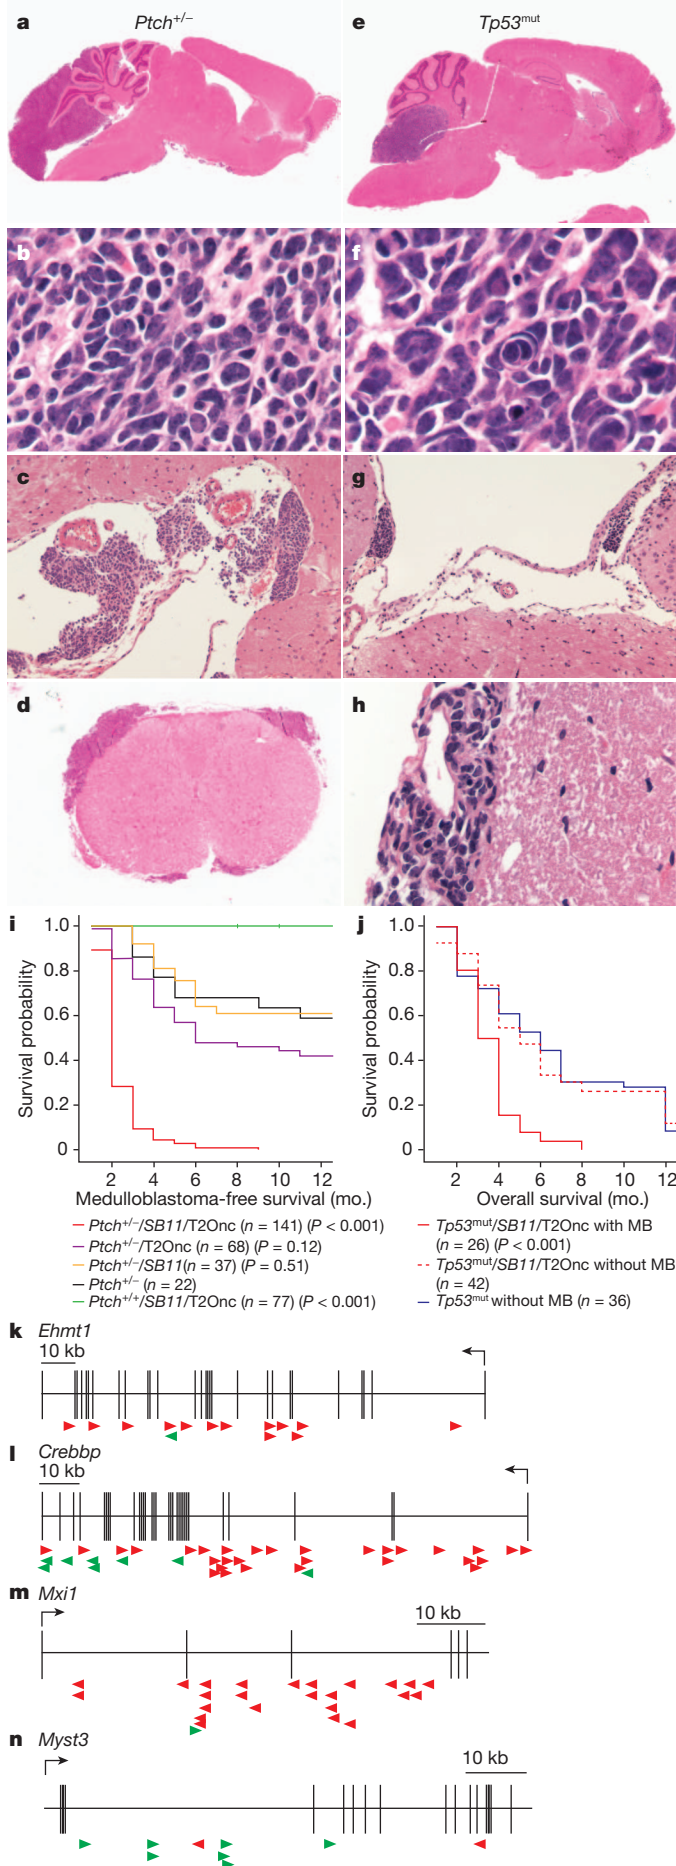 a Ptch+/−
e Tp53mut
b
f
c
g
d
h
i
1.0
0.8
0.6
0.4
0.2
0
Survival probability
2 4 6 8 10 12
Medulloblastoma-free survival (mo.)
Ptch+/−/SB11/T2Onc (n = 141) (P < 0.001)
Ptch+/−/T2Onc (n = 68) (P = 0.12)
Ptch+/−/SB11(n = 37) (P = 0.51)
Ptch+/− (n = 22)
Ptch+/+/SB11/T2Onc (n = 77) (P < 0.001)
j
1.0
0.8
0.6
0.4
0.2
0
Survival probability
2 4 6 8 10 12
Overall survival (mo.)
Tp53mut/SB11/T2Onc with MB
(n = 26) (P < 0.001)
Tp53mut/SB11/T2Onc without MB
(n = 42)
Tp53mut without MB (n = 36)
k Ehmt1
10 kb
l Crebbp
10 kb
m Mxi1
10 kb
n Myst3
10 kb